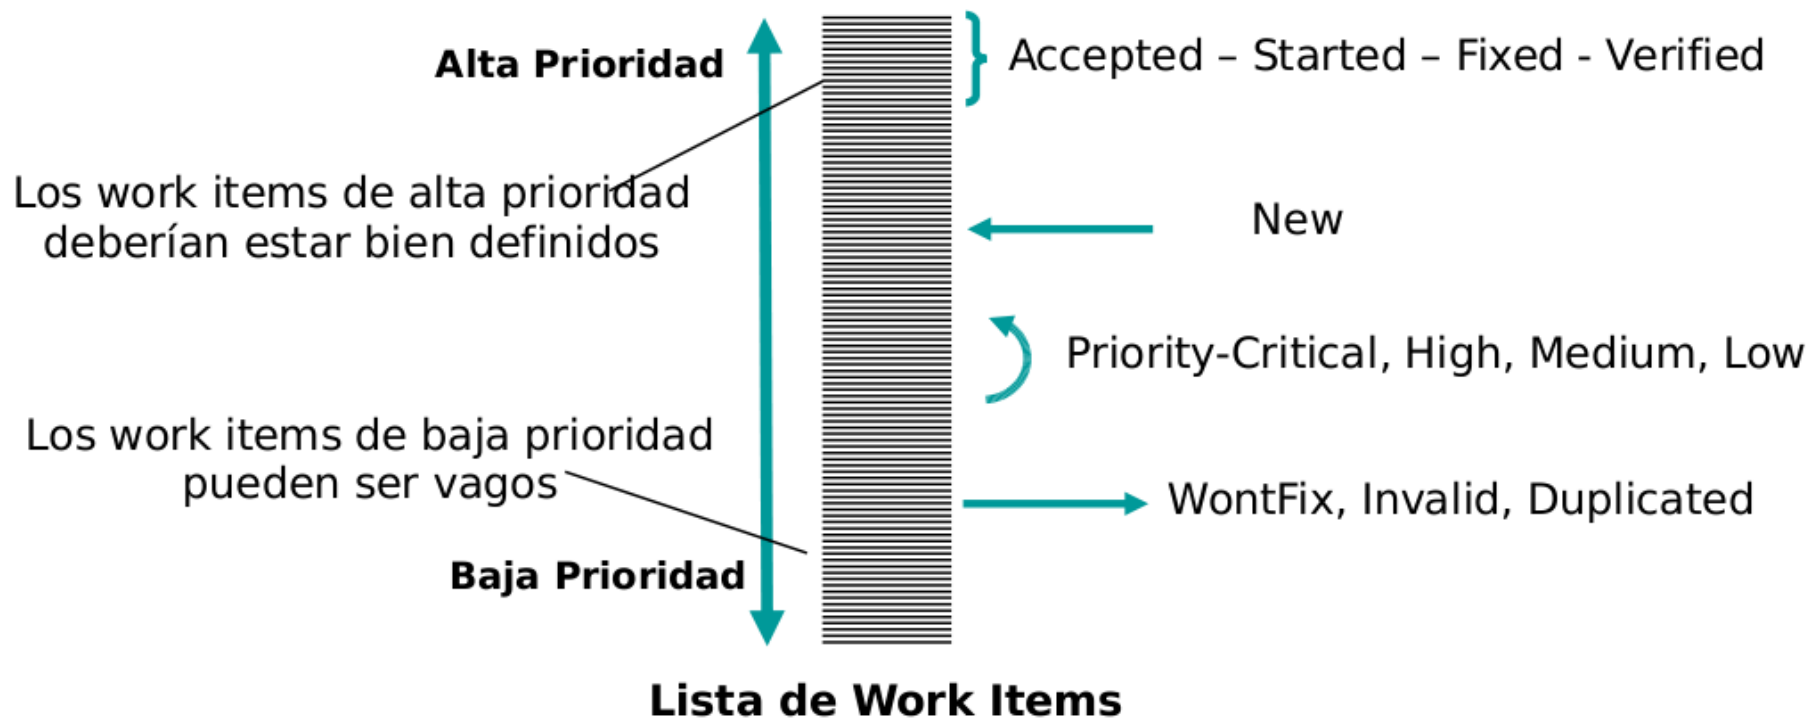 Alta Prioridad
Accepted – Started – Fixed - Verified
Los work items de alta prioridad
deberían estar bien definidos
New
Priority-Critical, High, Medium, Low
Los work items de baja prioridad
pueden ser vagos
WontFix, Invalid, Duplicated
Baja Prioridad
Lista de Work Items